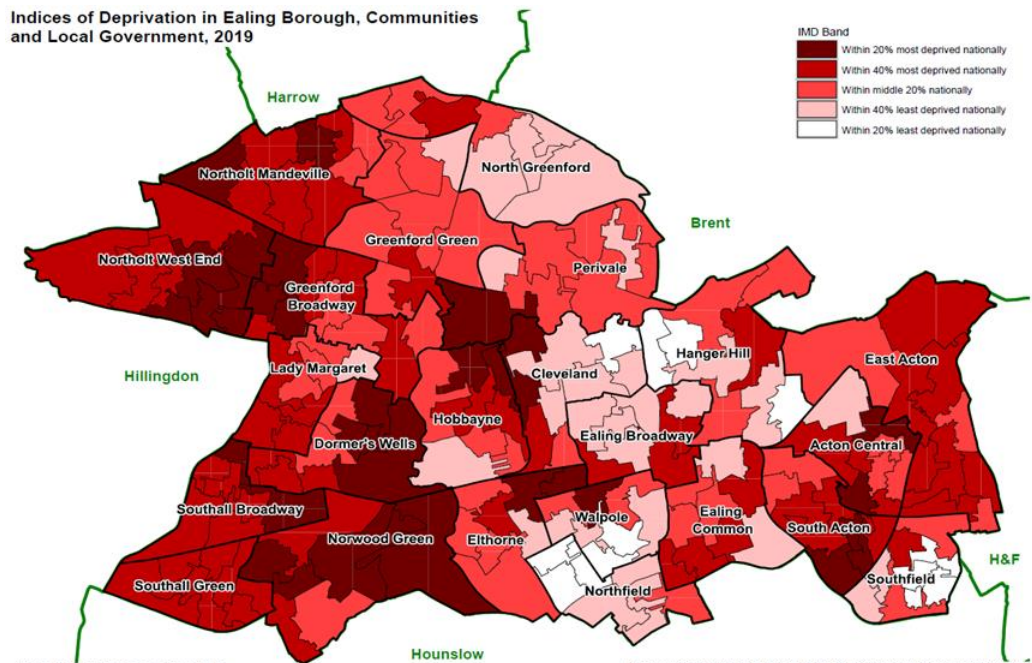 Indices of Deprivation in Ealing Borough, Communities
and Local Government, 2019
IMD Band
Within 20% most deprived nationally
Within 40% most deprived nationally
Within middle 20% nationally
Within 40% least deprived nationally
Within 20% least deprived nationally
Harrow
Northolt Mandeville
North Greenford
Brent
Greenford Green
Northolt West End
Perivale
Greenford
Broadway
Hillingdon
Lady Margaret
Cleveland
Hanger Hill
East Acton
Hobbayne
Dormer's Wells
Ealing Broadway
Acton Central
Southall Broadway
Norwood Green
Elthorne
Walpole
Ealing
Common
South Acton
H&F
Southall Green
Northfield
Southfield
Hounslow